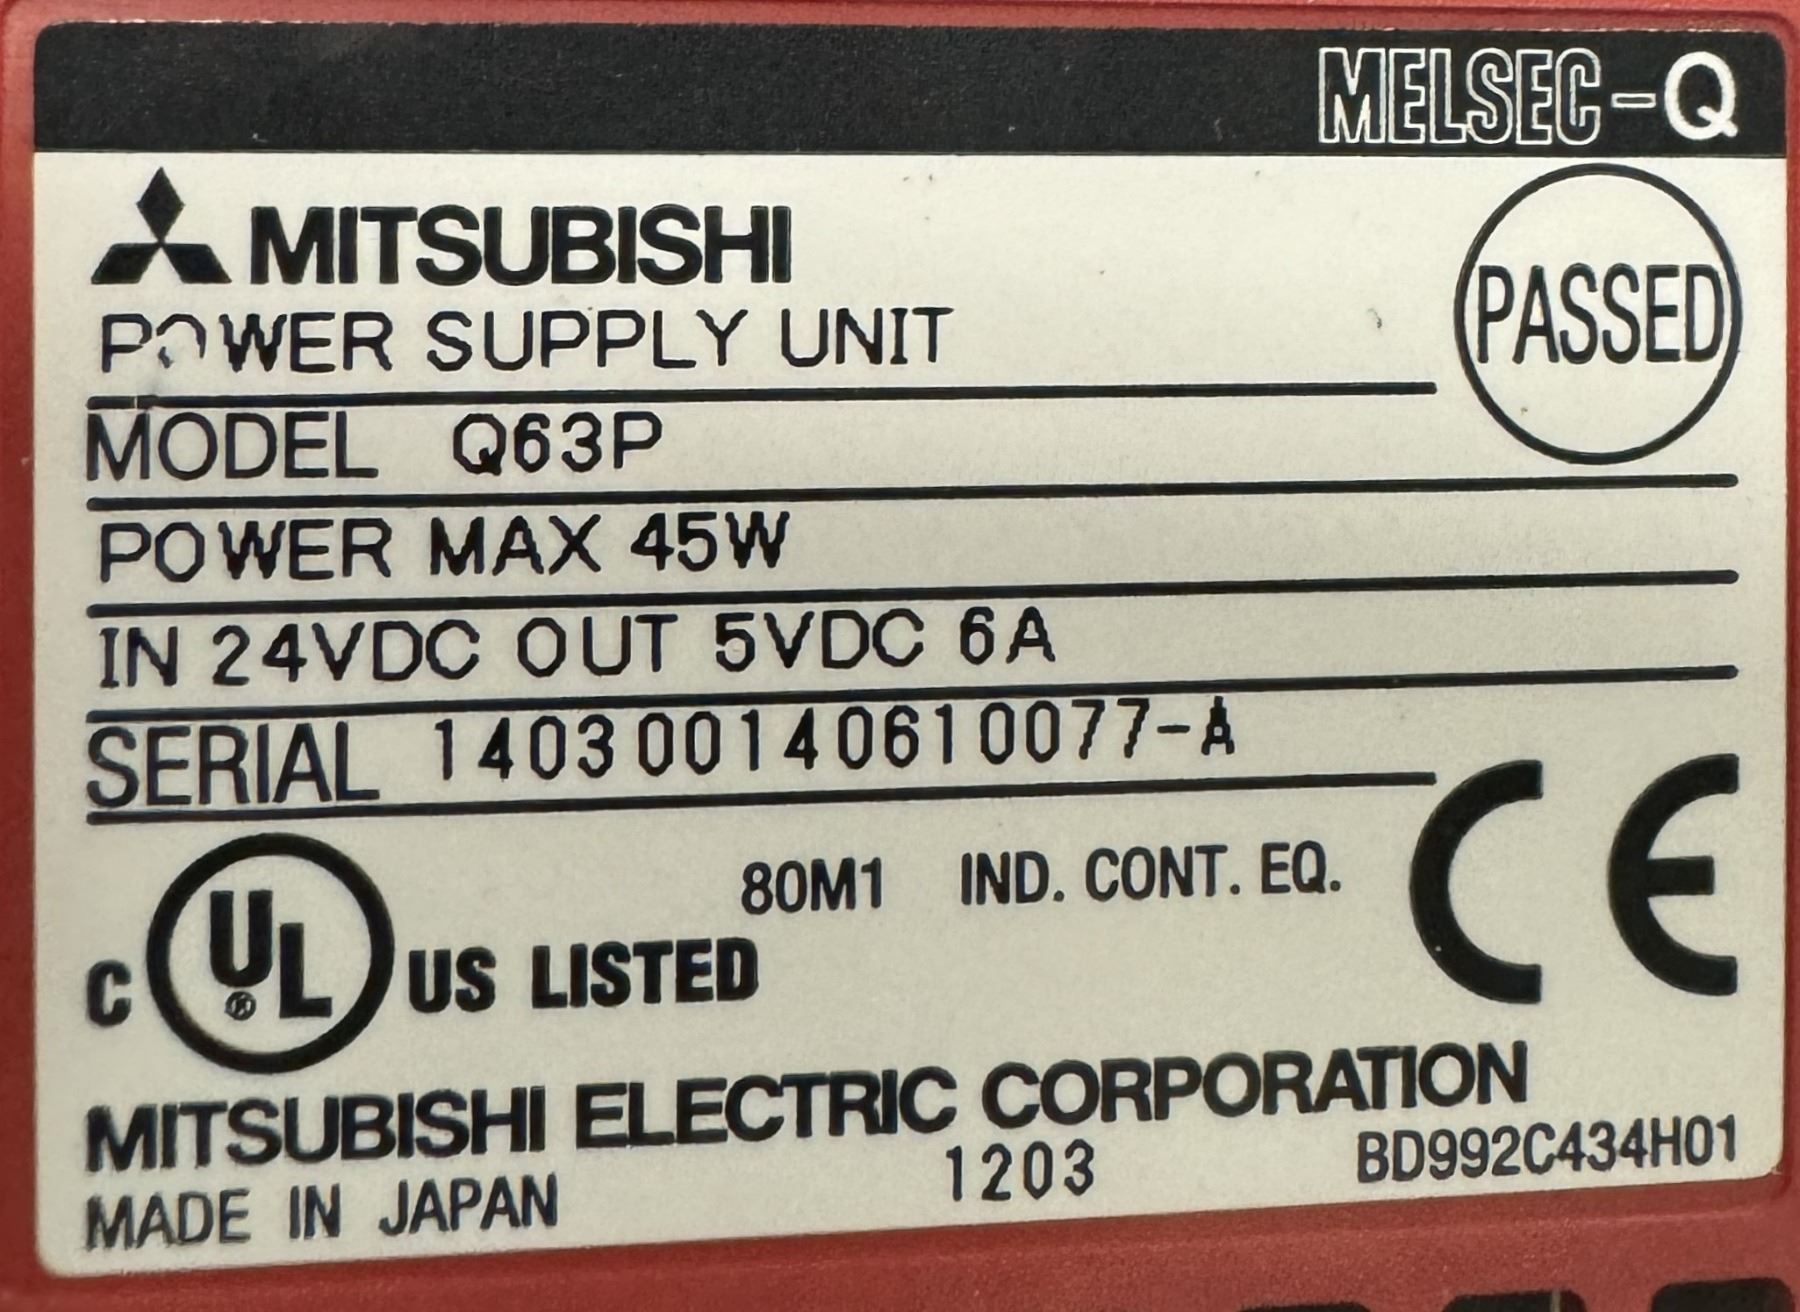 MELSEC-Q
MITSUBISHI
POWER SUPPLY UNIT
PASSED
MODEL Q63P
POWER MAX 45W
IN 24VDC OUT 5VDC 6A
SERIAL 140300140610077-A
C UL® US LISTED
80M1 IND. CONT. EQ.
CE
MITSUBISHI ELECTRIC CORPORATION
MADE IN JAPAN 1203 BD992C434H01